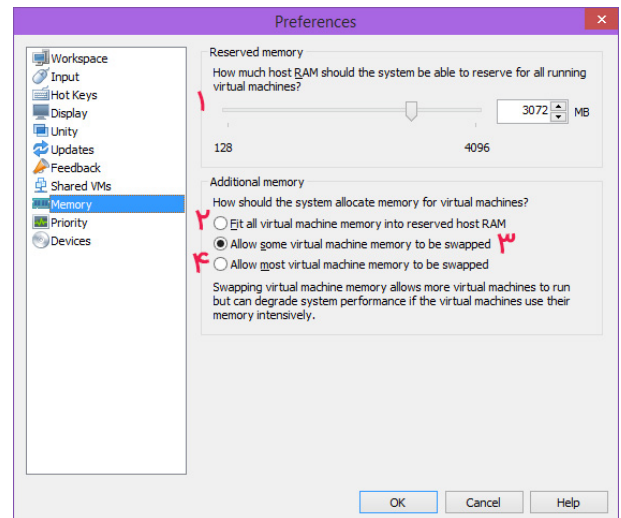 Preferences
Workspace
Input
Hot Keys
Display
Unity
Updates
Feedback
Shared VMs
Memory
Priority
Devices
Reserved memory
How much host RAM should the system be able to reserve for all running
virtual machines?
۱
3072 MB
128 4096
Additional memory
How should the system allocate memory for virtual machines?
۲ Fit all virtual machine memory into reserved host RAM
Allow some virtual machine memory to be swapped ۳
۴ Allow most virtual machine memory to be swapped
Swapping virtual machine memory allows more virtual machines to run
but can degrade system performance if the virtual machines use their
memory intensively.
OK Cancel Help